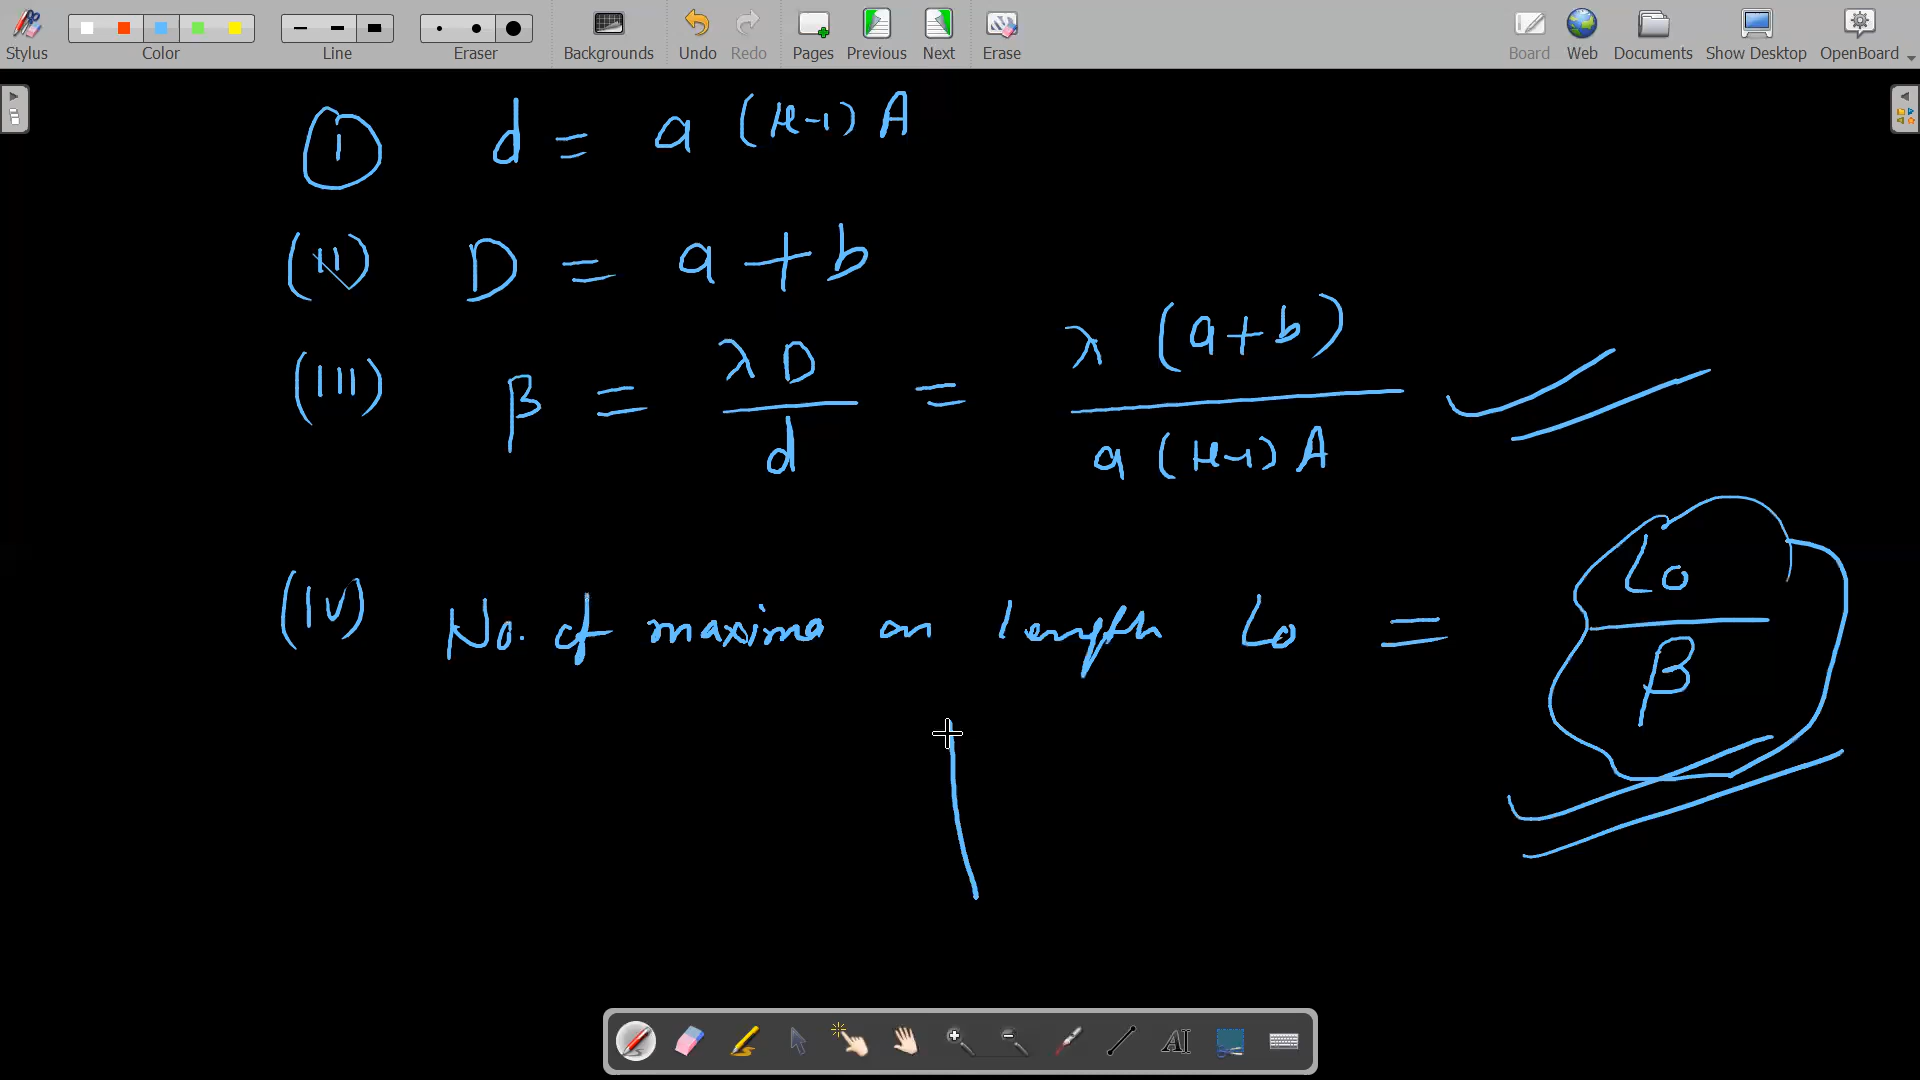 Stylus Color Line Eraser Backgrounds Undo Redo Pages Previous Next Erase Board Web Documents Show Desktop OpenBoard
(I) d = a (μ-1) A
(II) D = a + b
(III) β = λD / d = λ (a+b) / a (μ-1) A
(IV) No. of maxima on length L0 = L0 / β
AI